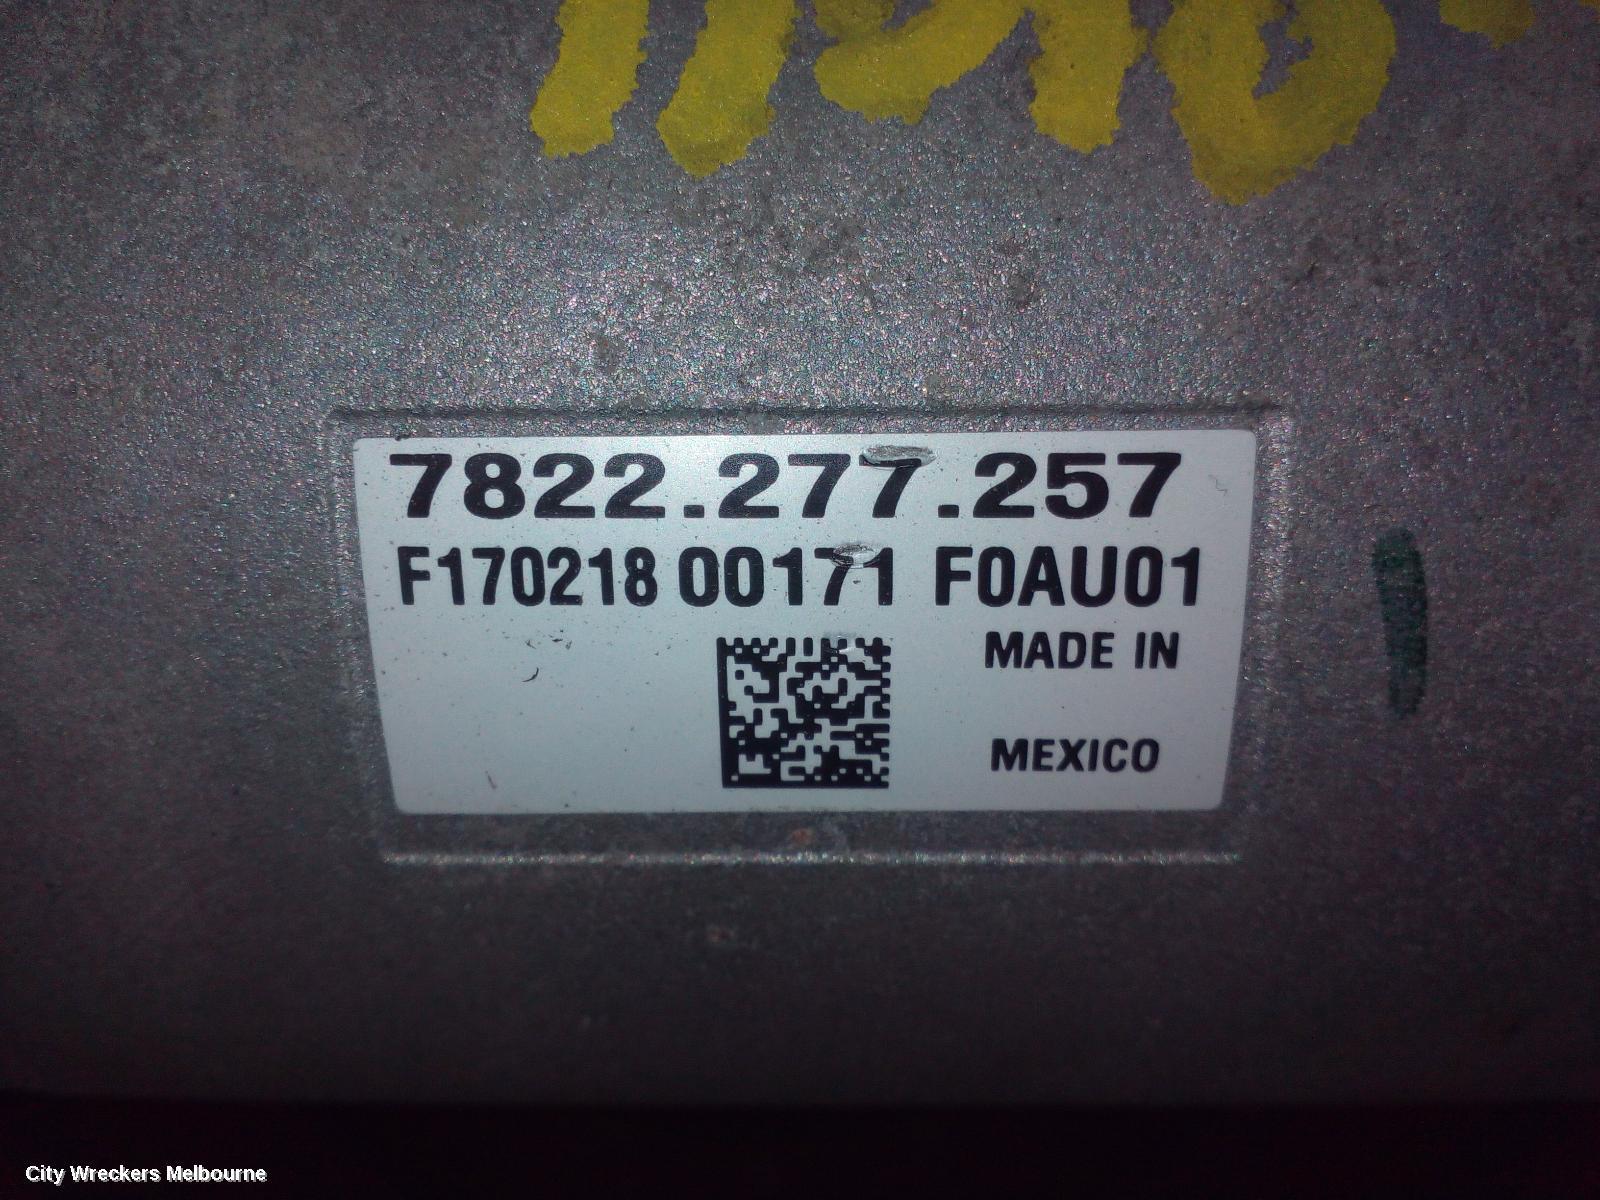 7822.277.257
F170218 00171 F0AU01
MADE IN
MEXICO
City Wreckers Melbourne